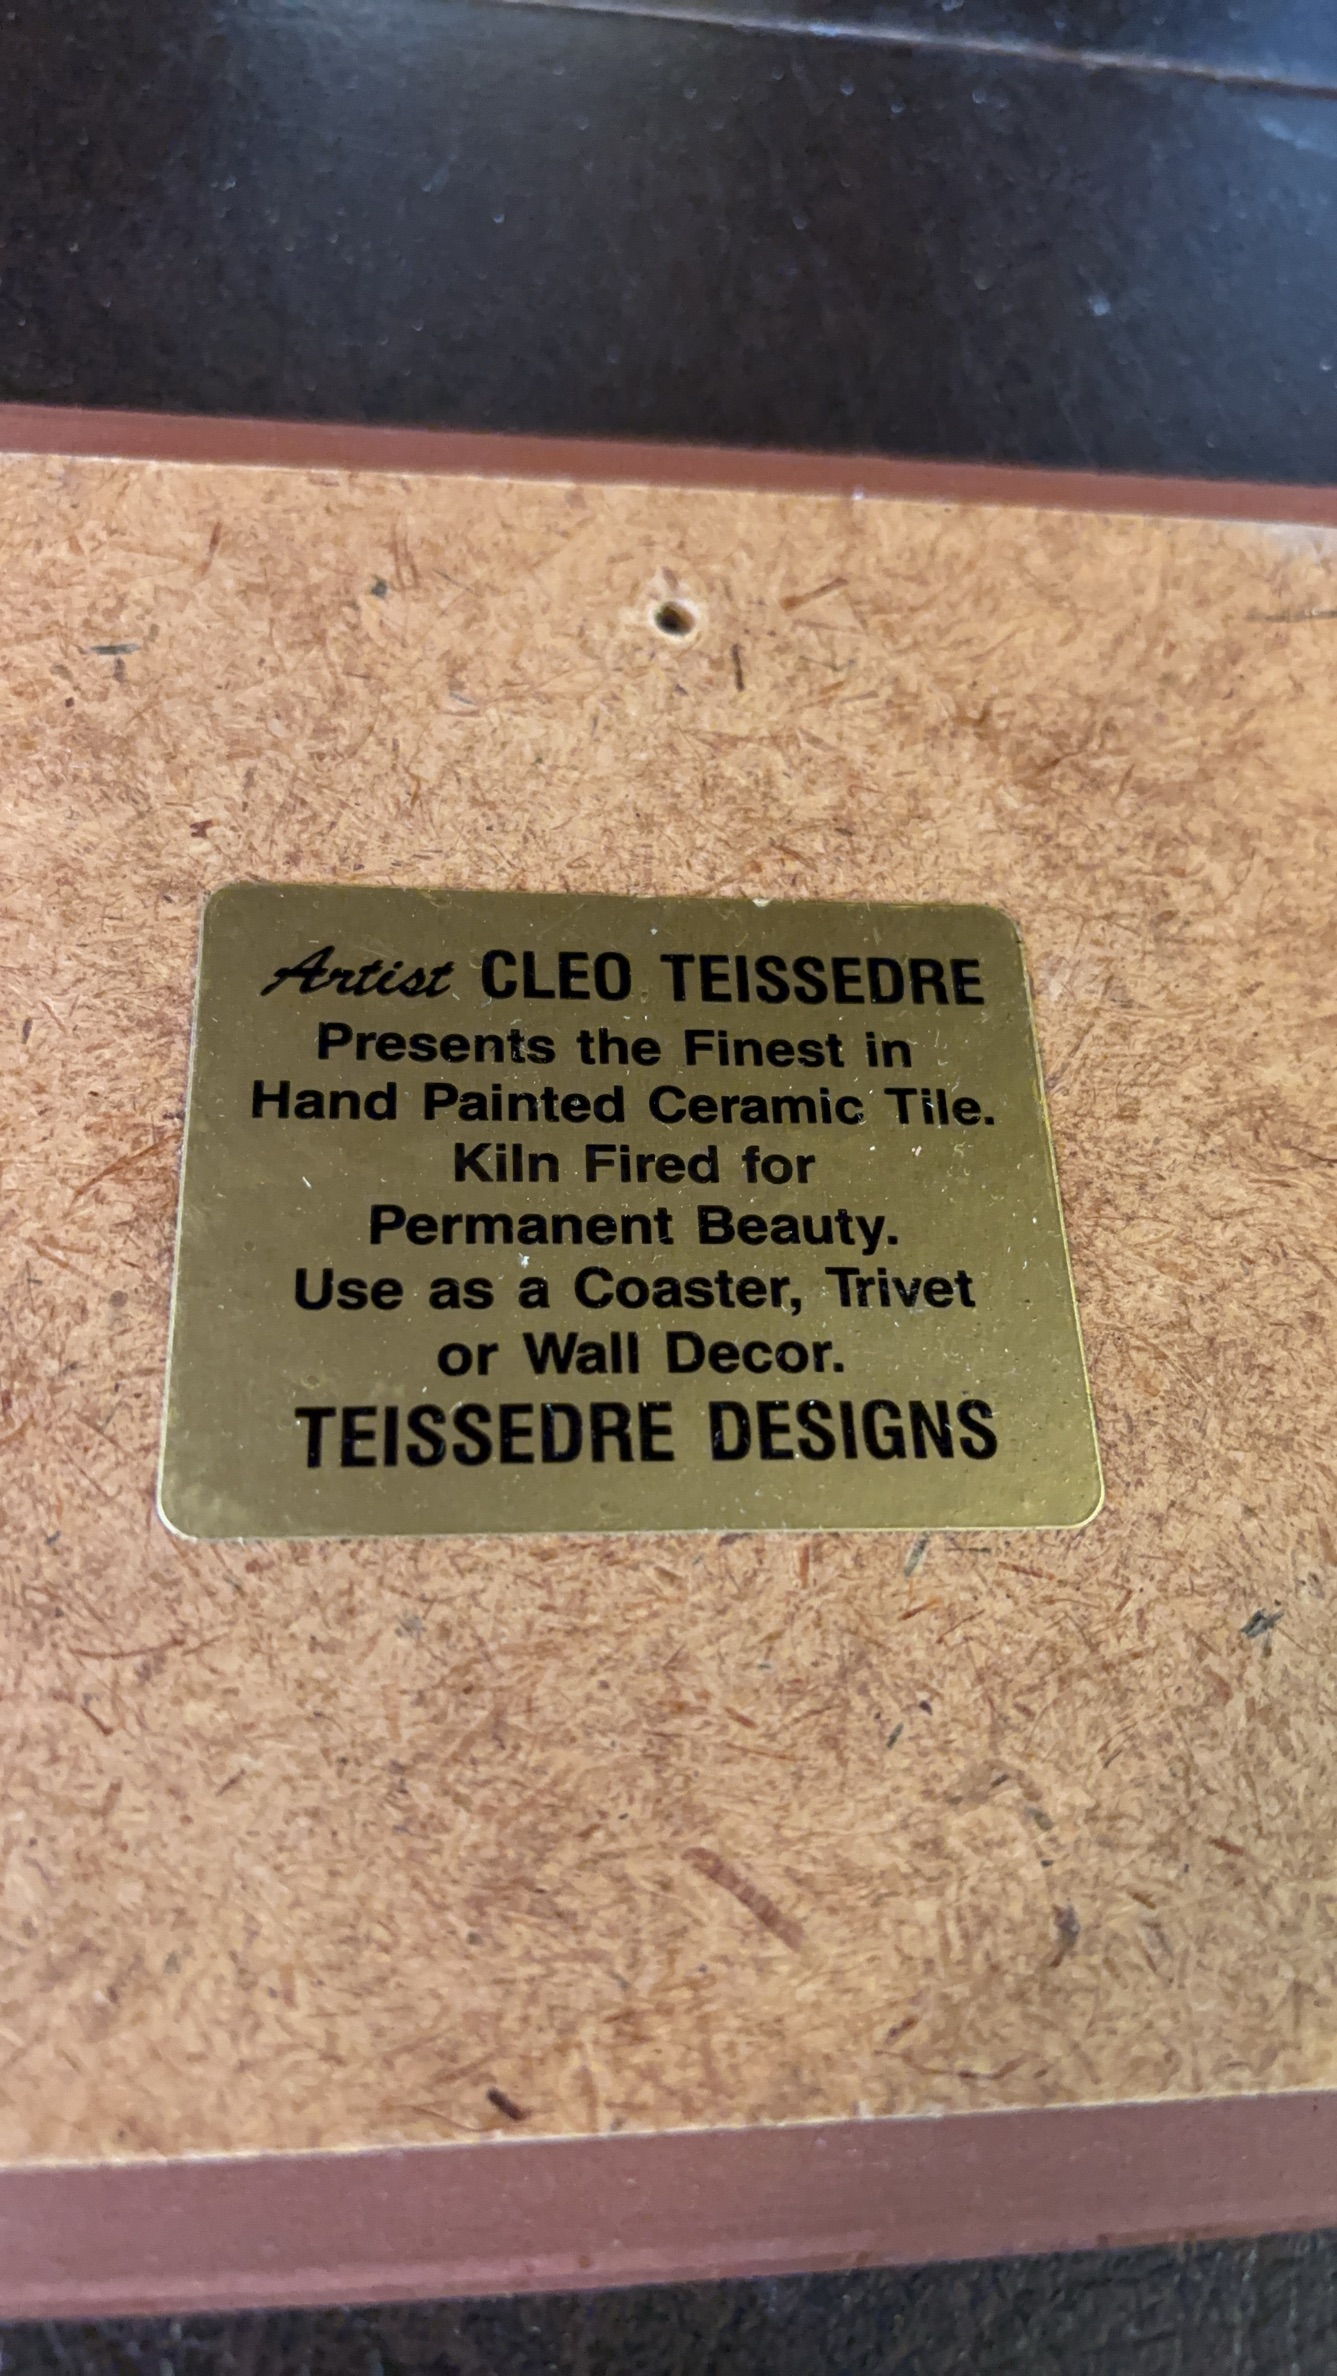 Artist CLEO TEISSEDRE
Presents the Finest in
Hand Painted Ceramic Tile.
Kiln Fired for
Permanent Beauty.
Use as a Coaster, Trivet
or Wall Decor.
TEISSEDRE DESIGNS